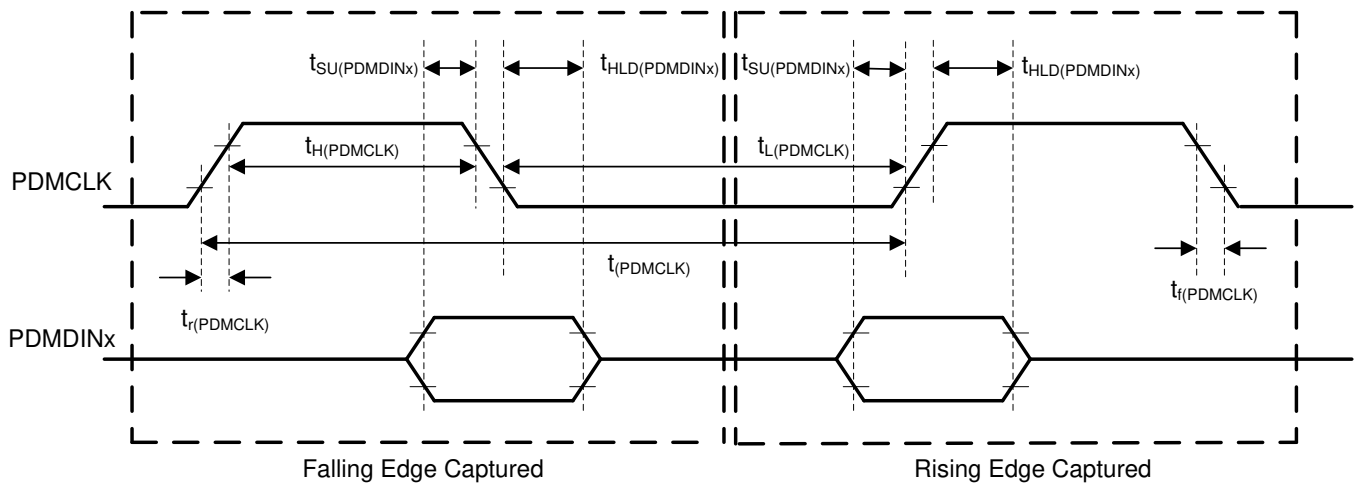 tSU(PDMDINx)
tHLD(PDMDINx)
tSU(PDMDINx)
tHLD(PDMDINx)
tH(PDMCLK)
tL(PDMCLK)
PDMCLK
t(PDMCLK)
tr(PDMCLK)
tf(PDMCLK)
PDMDINx
Falling Edge Captured
Rising Edge Captured